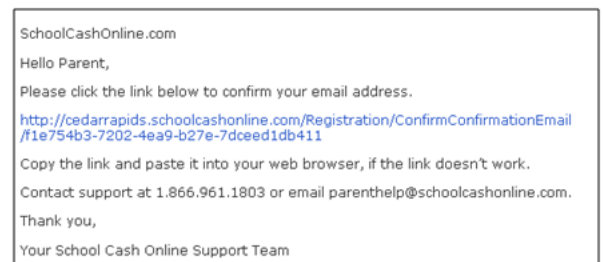 SchoolCashOnline.com
Hello Parent,
Please click the link below to confirm your email address.
http://cedarrapids.schoolcashonline.com/Registration/ConfirmConfirmationEmail
/f1e754b3-7202-4ea9-b27e-7dceed1db411
Copy the link and paste it into your web browser, if the link doesn't work.
Contact support at 1.866.961.1803 or email parenthelp@schoolcashonline.com.
Thank you,
Your School Cash Online Support Team